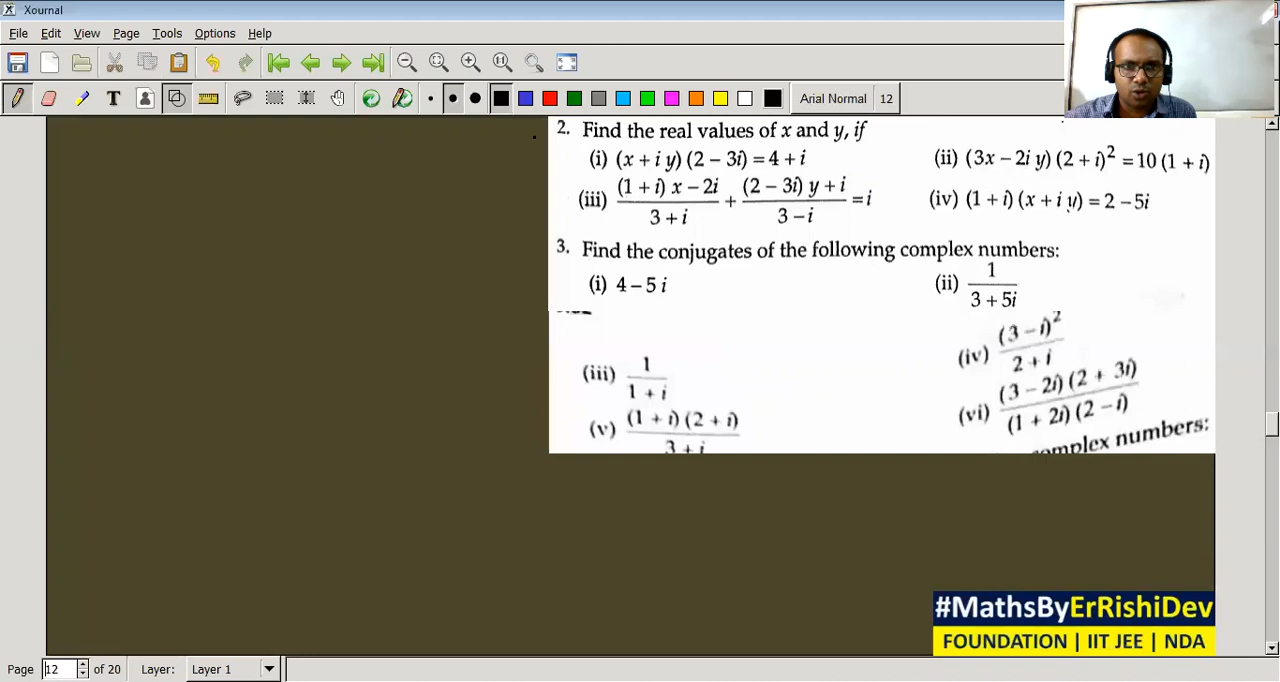 Xournal
File Edit View Page Tools Options Help
Arial Normal 12
2. Find the real values of x and y, if
(i) (x + i y) (2 – 3i) = 4 + i (ii) (3x – 2i y) (2 + i)² = 10 (1 + i)
(iii) ((1 + i) x – 2i)/(3 + i) + ((2 – 3i) y + i)/(3 – i) = i (iv) (1 + i) (x + i y) = 2 – 5i
3. Find the conjugates of the following complex numbers:
(i) 4 – 5 i (ii) 1/(3 + 5i)
(iii) 1/(1 + i) (iv) (3 – i)²/(2 + i)
(v) (1 + i) (2 + i)/(3 + i) (vi) (3 – 2i) (2 + 3i)/(1 + 2i) (2 – i)
complex numbers:
#MathsByErRishiDev
FOUNDATION | IIT JEE | NDA
Page 12 of 20 Layer: Layer 1